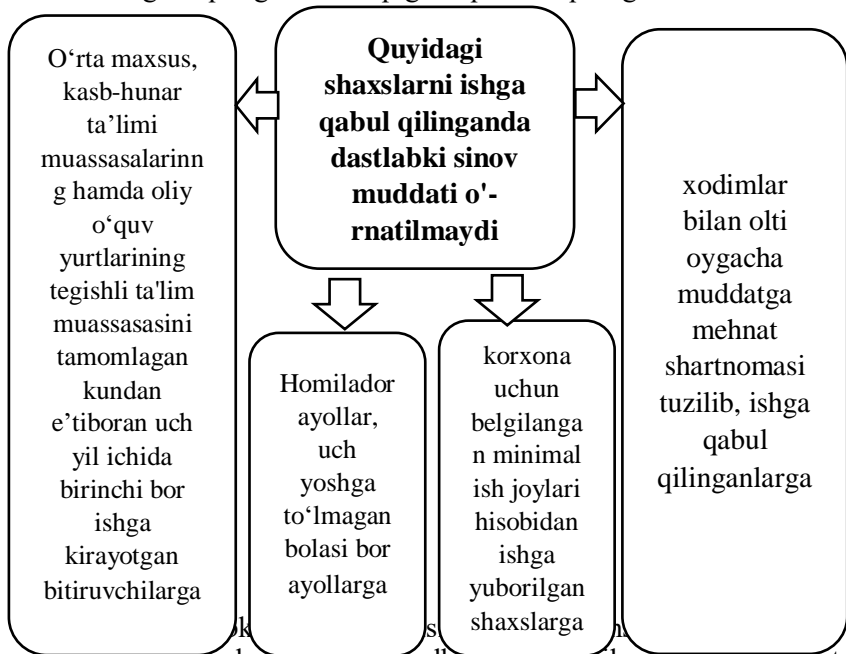 Quyidagi
shaxslarni ishga
qabul qilinganda
dastlabki sinov
muddati o'-
rnatilmaydi
O‘rta maxsus,
kasb-hunar
ta’limi
muassasalarinn
g hamda oliy
o‘quv
yurtlarining
tegishli ta'lim
muassasasini
tamomlagan
kundan
e’tiboran uch
yil ichida
birinchi bor
ishga
kirayotgan
bitiruvchilarga
Homilador
ayollar,
uch
yoshga
to‘lmagan
bolasi bor
ayollarga
korxona
uchun
belgilanga
n minimal
ish joylari
hisobidan
ishga
yuborilgan
shaxslarga
xodimlar
bilan olti
oygacha
muddatga
mehnat
shartnomasi
tuzilib, ishga
qabul
qilinganlarga